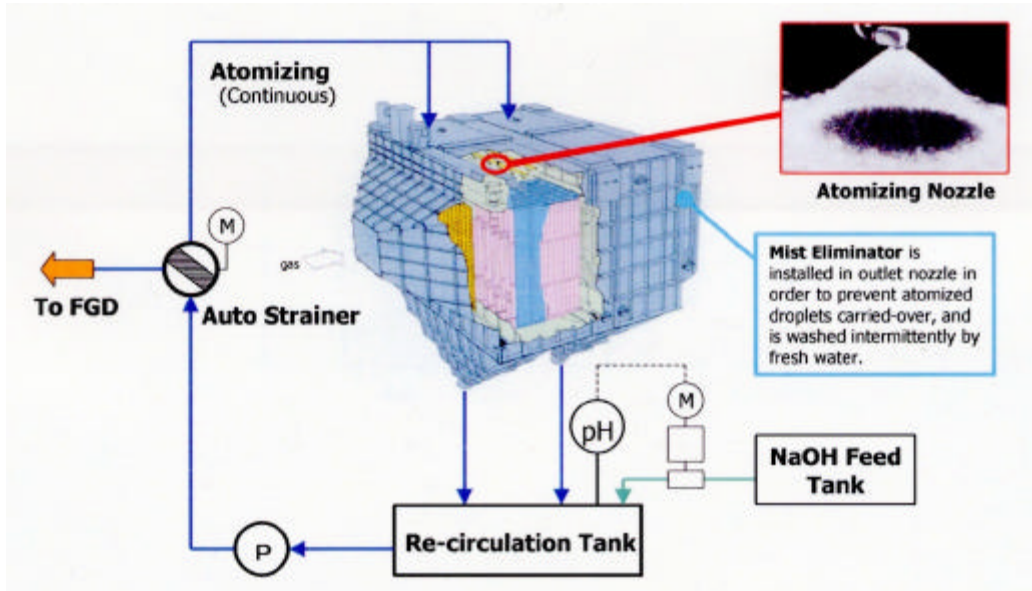 Atomizing
(Continuous)
Atomizing Nozzle
M
gas
To FGD
Auto Strainer
Mist Eliminator is
installed in outlet nozzle in
order to prevent atomized
droplets carried-over, and
is washed intermittently by
fresh water.
M
pH
NaOH Feed
Tank
Re-circulation Tank
P